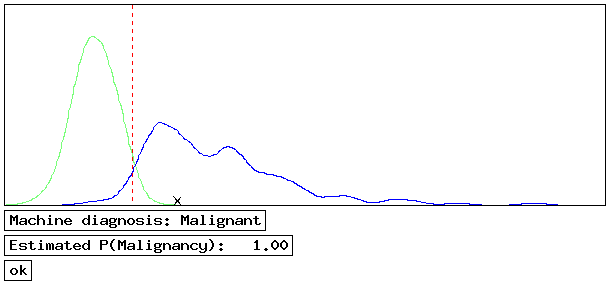 x
Machine diagnosis: Malignant
Estimated P(Malignancy): 1.00
ok